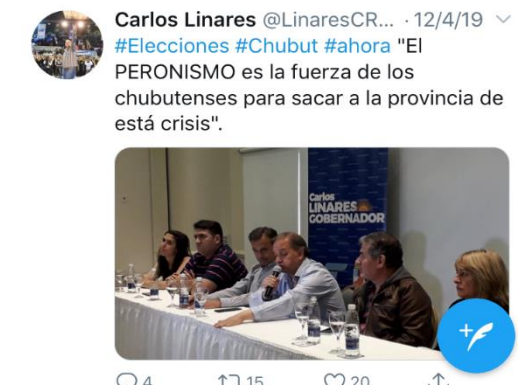 Carlos Linares @LinaresCR... · 12/4/19
#Elecciones #Chubut #ahora "El
PERONISMO es la fuerza de los
chubutenses para sacar a la provincia de
está crisis".
Carlos
LINARES
GOBERNADOR
4 15 20